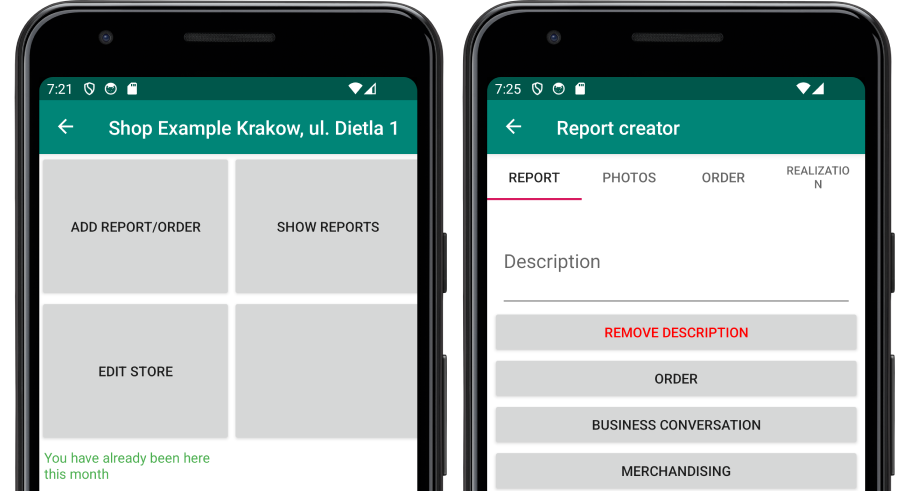 7:21
Shop Example Krakow, ul. Dietla 1
ADD REPORT/ORDER
SHOW REPORTS
EDIT STORE
You have already been here
this month
7:25
Report creator
REPORT
PHOTOS
ORDER
REALIZATIO
N
Description
REMOVE DESCRIPTION
ORDER
BUSINESS CONVERSATION
MERCHANDISING